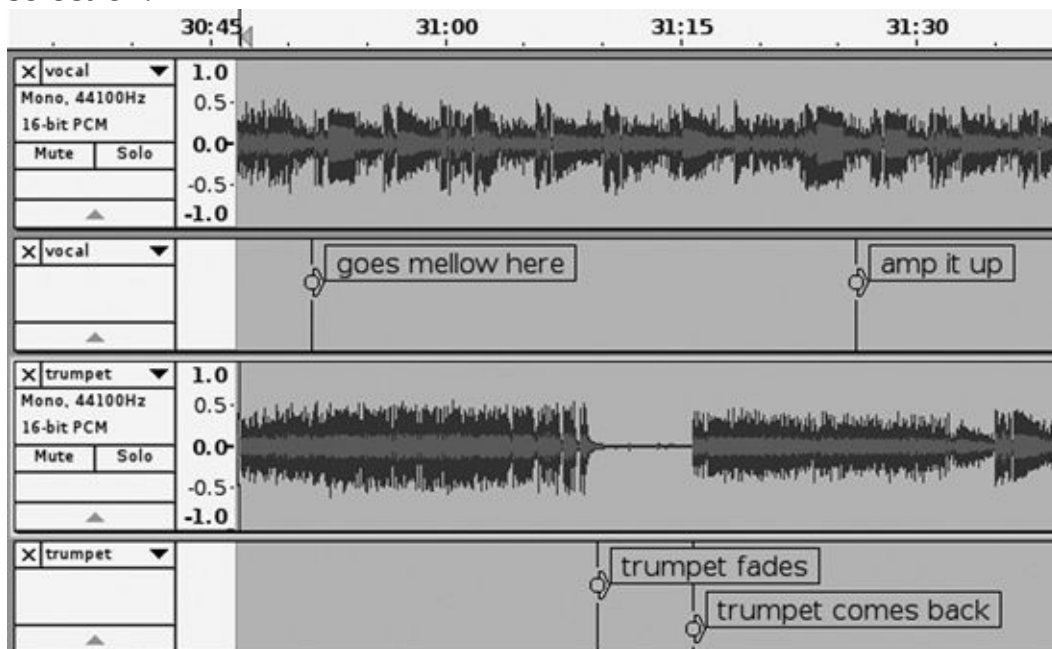 30:45 31:00 31:15 31:30
vocal 1.0
Mono, 44100Hz 0.5
16-bit PCM 0.0
Mute Solo
-0.5
-1.0
vocal
goes mellow here amp it up
trumpet 1.0
Mono, 44100Hz 0.5
16-bit PCM 0.0
Mute Solo
-0.5
-1.0
trumpet
trumpet fades
trumpet comes back